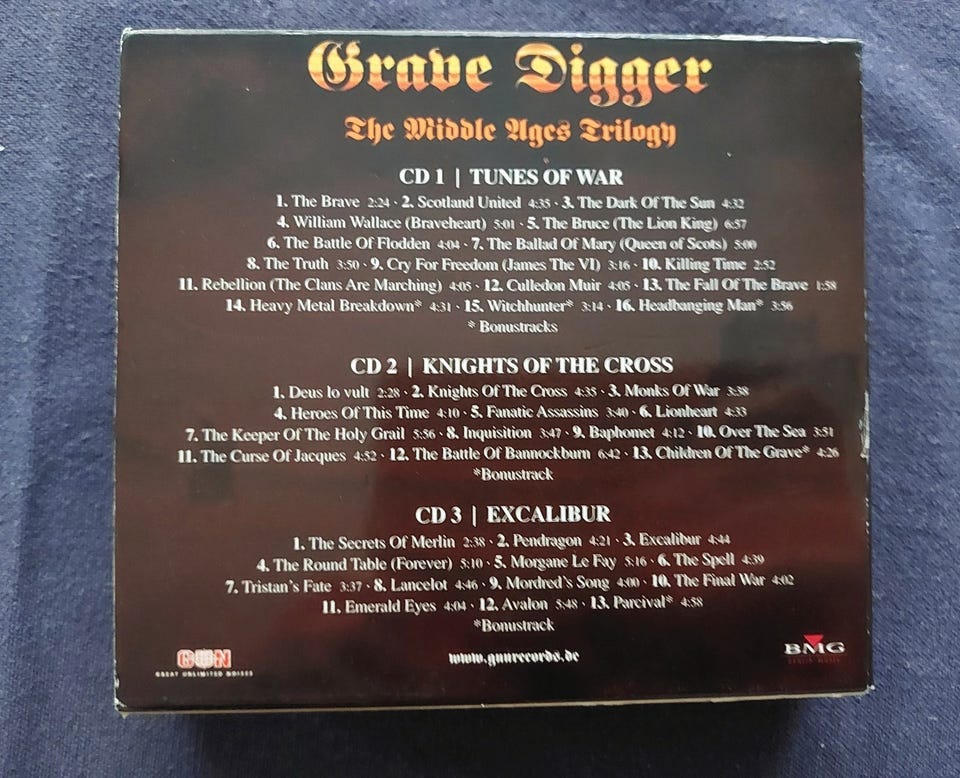 Grave Digger
The Middle Ages Trilogy
CD 1 | TUNES OF WAR
1. The Brave 2:24 · 2. Scotland United 4:35 · 3. The Dark Of The Sun 4:32
4. William Wallace (Braveheart) 5:01 · 5. The Bruce (The Lion King) 6:57
6. The Battle Of Flodden 4:04 · 7. The Ballad Of Mary (Queen of Scots) 5:00
8. The Truth 3:50 · 9. Cry For Freedom (James The VI) 3:16 · 10. Killing Time 2:52
11. Rebellion (The Clans Are Marching) 4:05 · 12. Culledon Muir 4:05 · 13. The Fall Of The Brave 1:58
14. Heavy Metal Breakdown* 4:31 · 15. Witchhunter* 3:14 · 16. Headbanging Man* 3:56
* Bonustracks
CD 2 | KNIGHTS OF THE CROSS
1. Deus lo vult 2:28 · 2. Knights Of The Cross 4:35 · 3. Monks Of War 3:38
4. Heroes Of This Time 4:10 · 5. Fanatic Assassins 3:40 · 6. Lionheart 4:33
7. The Keeper Of The Holy Grail 5:56 · 8. Inquisition 3:47 · 9. Baphomet 4:12 · 10. Over The Sea 3:51
11. The Curse Of Jacques 4:52 · 12. The Battle Of Bannockburn 6:42 · 13. Children Of The Grave* 4:26
*Bonustrack
CD 3 | EXCALIBUR
1. The Secrets Of Merlin 2:38 · 2. Pendragon 4:21 · 3. Excalibur 4:44
4. The Round Table (Forever) 5:10 · 5. Morgane Le Fay 5:16 · 6. The Spell 4:39
7. Tristan's Fate 3:37 · 8. Lancelot 4:46 · 9. Mordred's Song 4:00 · 10. The Final War 4:02
11. Emerald Eyes 4:04 · 12. Avalon 5:48 · 13. Parcival* 4:58
*Bonustrack
GUN
GREAT UNLIMITED NOISES
www.gunrecords.de
BMG